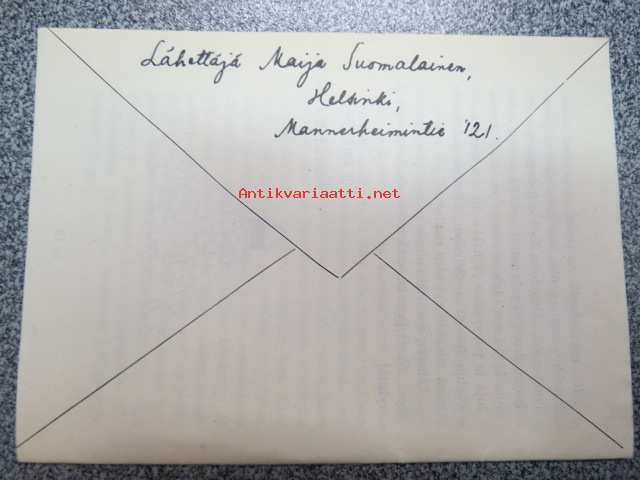 Lähettäjä Maija Suomalainen,
Helsinki,
Mannerheimintie 121.
Antikvariaatti.net